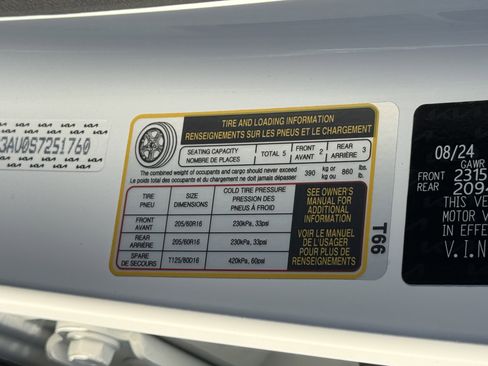 3AU0S7251760
TIRE AND LOADING INFORMATION
RENSEIGNEMENTS SUR LES PNEUS ET LE CHARGEMENT
SEATING CAPACITY
NOMBRE DE PLACES
TOTAL 5
FRONT
AVANT 2
REAR
ARRIÈRE 3
The combined weight of occupants and cargo should never exceed
Le poids total des occupants et du chargement ne doit jamais dépasser
390 kg or ou 860 lbs. lb.
TIRE
PNEU
SIZE
DIMENSIONS
COLD TIRE PRESSURE
PRESSION DES
PNEUS À FROID
FRONT
AVANT
205/60R16
230kPa, 33psi
REAR
ARRIÈRE
205/60R16
230kPa, 33psi
SPARE
DE SECOURS
T125/80D16
420kPa, 60psi
SEE OWNER'S
MANUAL FOR
ADDITIONAL
INFORMATION
VOIR LE MANUEL
DE L'USAGER
POUR PLUS DE
RENSEIGNEMENTS
T66
08/24
GAWR
FRONT 2315
REAR 209
THIS VE
MOTOR V
IN EFFE
V.I.N